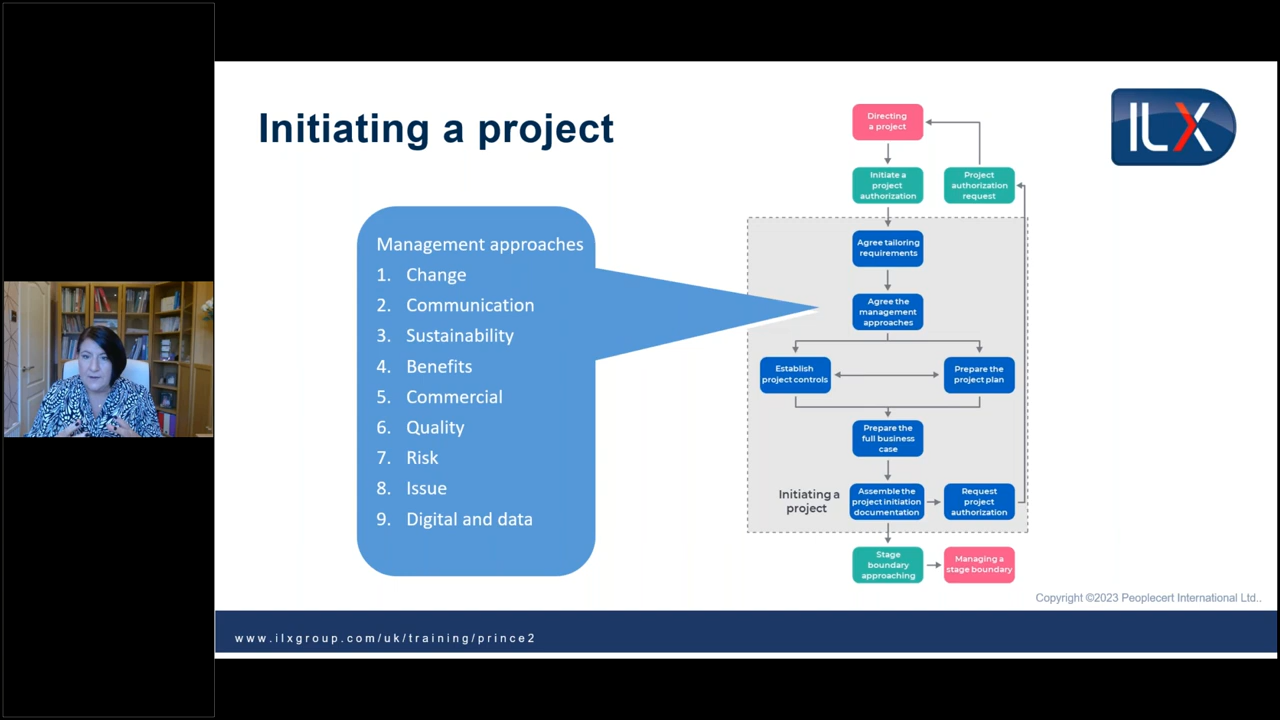 Initiating a project
ILX
Management approaches
1. Change
2. Communication
3. Sustainability
4. Benefits
5. Commercial
6. Quality
7. Risk
8. Issue
9. Digital and data
Directing
a project
Initiate a
project
authorization
Project
authorization
request
Agree tailoring
requirements
Agree the
management
approaches
Establish
project controls
Prepare the
project plan
Prepare the
full business
case
Initiating a
project
Assemble the
project initiation
documentation
Request
project
authorization
Stage
boundary
approaching
Managing a
stage boundary
Copyright ©2023 Peoplecert International Ltd..
www.ilxgroup.com/uk/training/prince2